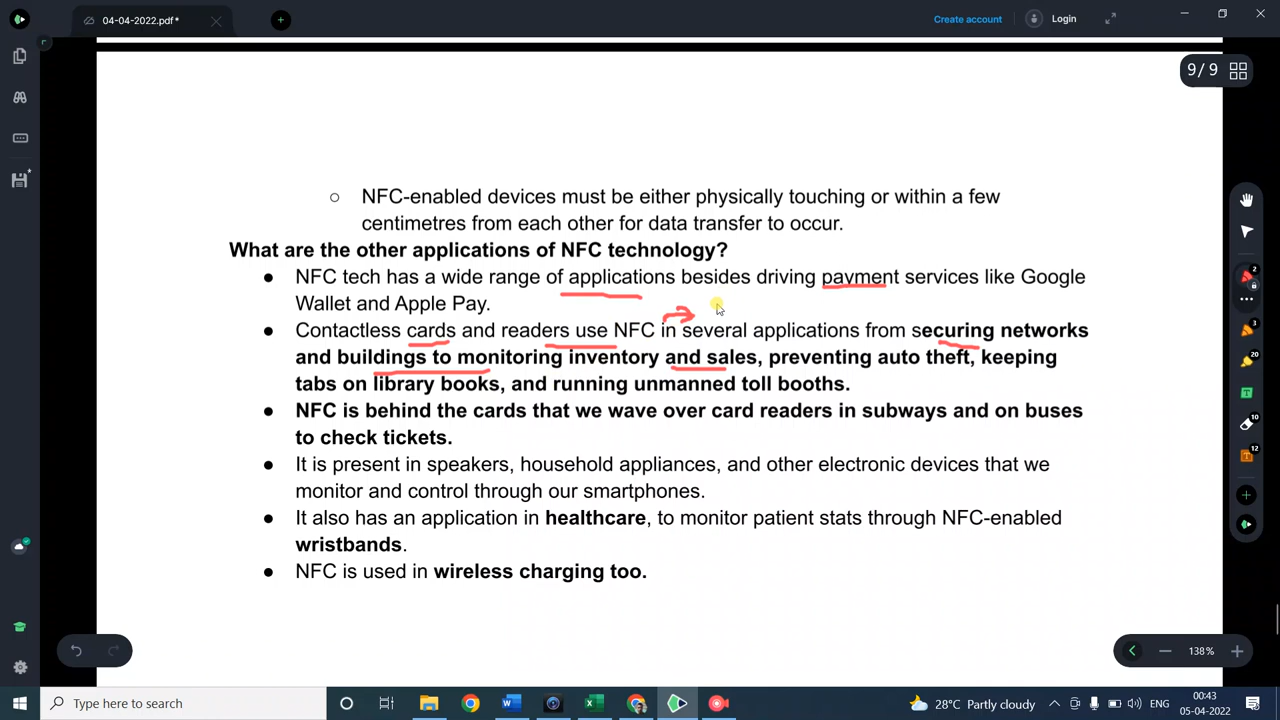 04-04-2022.pdf*
Create account
Login
9/ 9
NFC-enabled devices must be either physically touching or within a few
centimetres from each other for data transfer to occur.
What are the other applications of NFC technology?
NFC tech has a wide range of applications besides driving payment services like Google
Wallet and Apple Pay.
Contactless cards and readers use NFC in several applications from securing networks
and buildings to monitoring inventory and sales, preventing auto theft, keeping
tabs on library books, and running unmanned toll booths.
NFC is behind the cards that we wave over card readers in subways and on buses
to check tickets.
It is present in speakers, household appliances, and other electronic devices that we
monitor and control through our smartphones.
It also has an application in healthcare, to monitor patient stats through NFC-enabled
wristbands.
NFC is used in wireless charging too.
2
3
20
10
12
138%
Type here to search
28°C Partly cloudy
ENG
00:43
05-04-2022